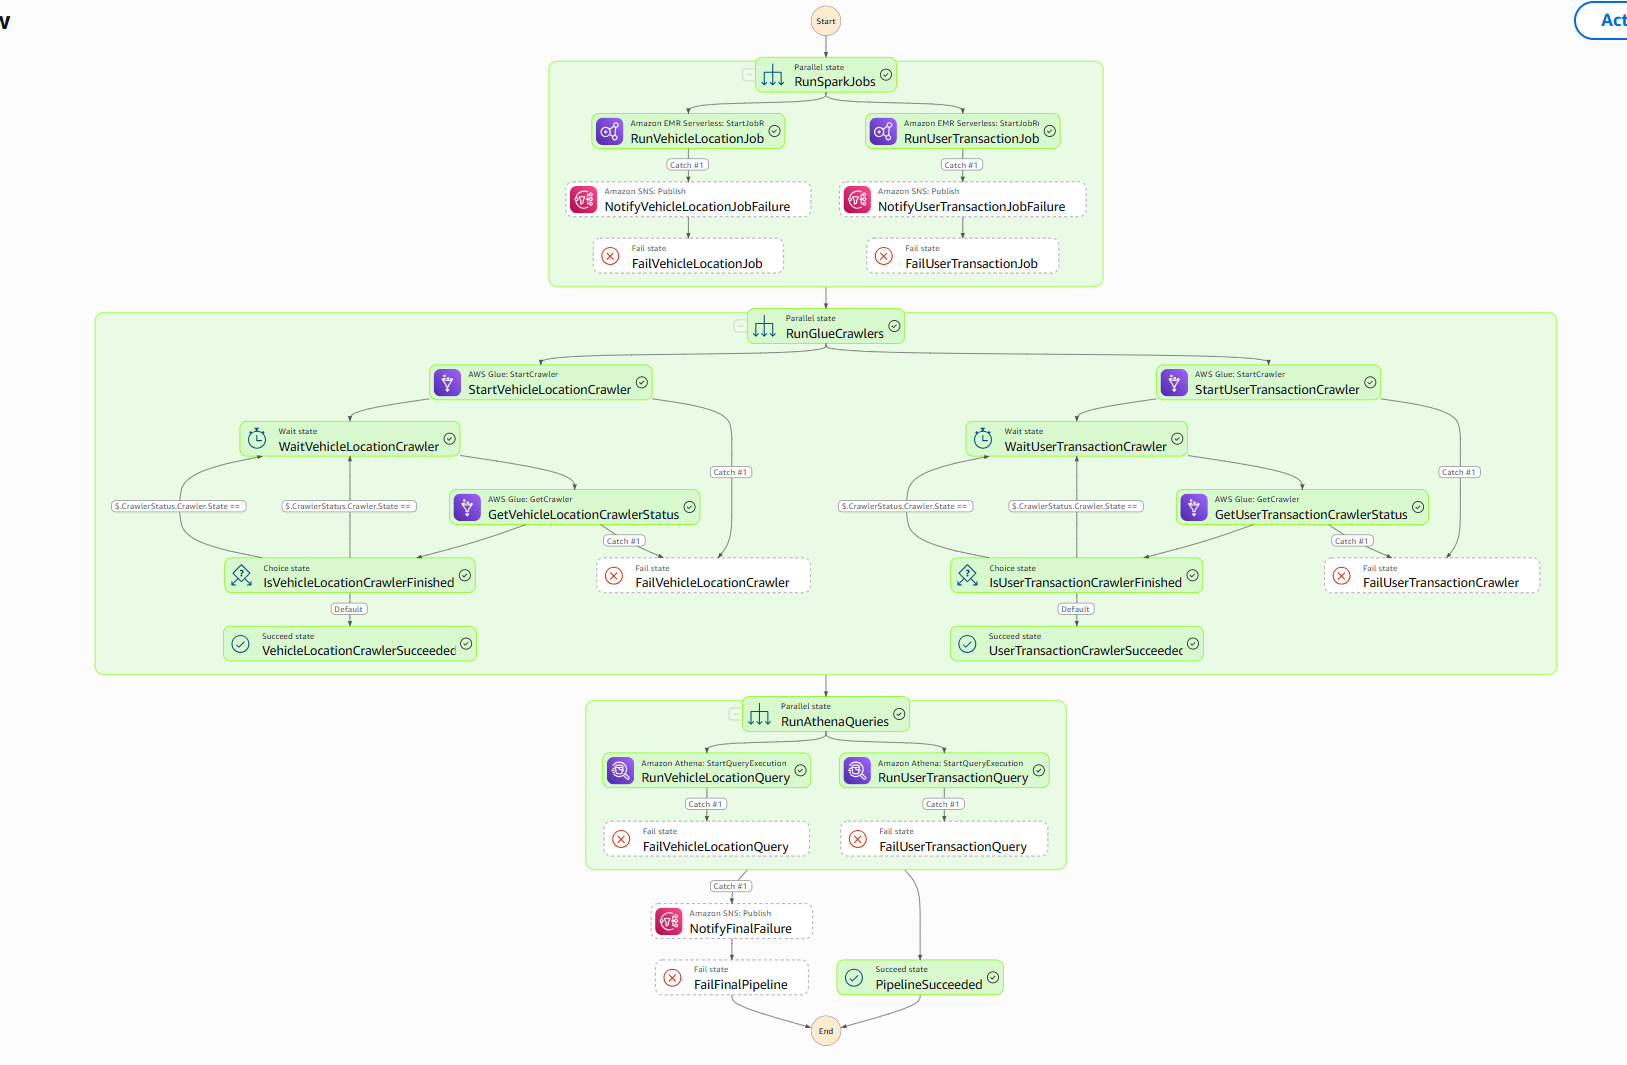 Start
Act
Parallel state
RunSparkJobs
Amazon EMR Serverless: StartJobR
RunVehicleLocationJob
Amazon EMR Serverless: StartJobR
RunUserTransactionJob
Catch #1
Catch #1
Amazon SNS: Publish
NotifyVehicleLocationJobFailure
Amazon SNS: Publish
NotifyUserTransactionJobFailure
Fail state
FailVehicleLocationJob
Fail state
FailUserTransactionJob
Parallel state
RunGlueCrawlers
AWS Glue: StartCrawler
StartVehicleLocationCrawler
AWS Glue: StartCrawler
StartUserTransactionCrawler
Wait state
WaitVehicleLocationCrawler
Wait state
WaitUserTransactionCrawler
Catch #1
Catch #1
$.CrawlerStatus.Crawler.State ==
$.CrawlerStatus.Crawler.State ==
AWS Glue: GetCrawler
GetVehicleLocationCrawlerStatus
$.CrawlerStatus.Crawler.State ==
$.CrawlerStatus.Crawler.State ==
AWS Glue: GetCrawler
GetUserTransactionCrawlerStatus
Catch #1
Catch #1
Choice state
IsVehicleLocationCrawlerFinished
Fail state
FailVehicleLocationCrawler
Choice state
IsUserTransactionCrawlerFinished
Fail state
FailUserTransactionCrawler
Default
Default
Succeed state
VehicleLocationCrawlerSucceeded
Succeed state
UserTransactionCrawlerSucceeded
Parallel state
RunAthenaQueries
Amazon Athena: StartQueryExecution
RunVehicleLocationQuery
Amazon Athena: StartQueryExecution
RunUserTransactionQuery
Catch #1
Catch #1
Fail state
FailVehicleLocationQuery
Fail state
FailUserTransactionQuery
Catch #1
Amazon SNS: Publish
NotifyFinalFailure
Fail state
FailFinalPipeline
Succeed state
PipelineSucceeded
End